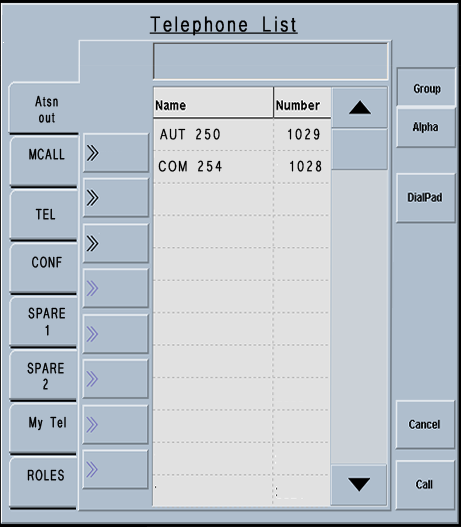 Telephone List
Group
Atsn
out
Name Number
Alpha
AUT 250 1029
MCALL
COM 254 1028
DialPad
TEL
CONF
SPARE
1
SPARE
2
My Tel
Cancel
ROLES
Call